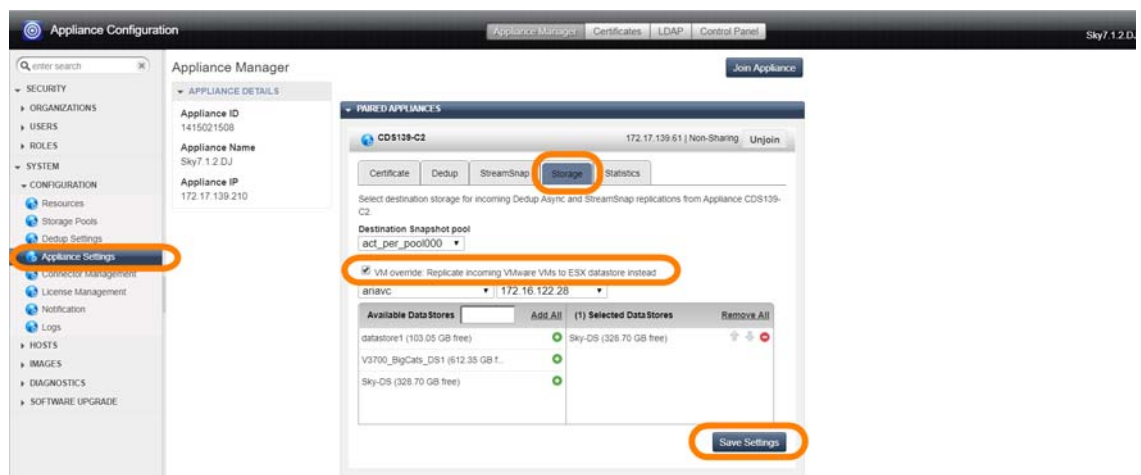 Appliance Configuration
Appliance Manager Certificates LDAP Control Panel
Sky7.1.2.DJ
enter search
SECURITY
ORGANIZATIONS
USERS
ROLES
SYSTEM
CONFIGURATION
Resources
Storage Pools
Dedup Settings
Appliance Settings
Connector Management
License Management
Notification
Logs
HOSTS
IMAGES
DIAGNOSTICS
SOFTWARE UPGRADE
Appliance Manager
Join Appliance
APPLIANCE DETAILS
Appliance ID
1415021508
Appliance Name
Sky7.1.2.DJ
Appliance IP
172.17.139.210
PAIRED APPLIANCES
CDS139-C2 172.17.139.61 | Non-Sharing Unjoin
Certificate Dedup StreamSnap Storage Statistics
Select destination storage for incoming Dedup Async and StreamSnap replications from Appliance CDS139-
C2.
Destination Snapshot pool
act_per_pool000
VM override: Replicate incoming VMware VMs to ESX datastore instead
anavc 172.16.122.28
Available DataStores Add All (1) Selected DataStores Remove All
datastore1 (103.05 GB free) Sky-DS (328.70 GB free)
V3700_BigCats_DS1 (612.35 GB f...
Sky-DS (328.70 GB free)
Save Settings